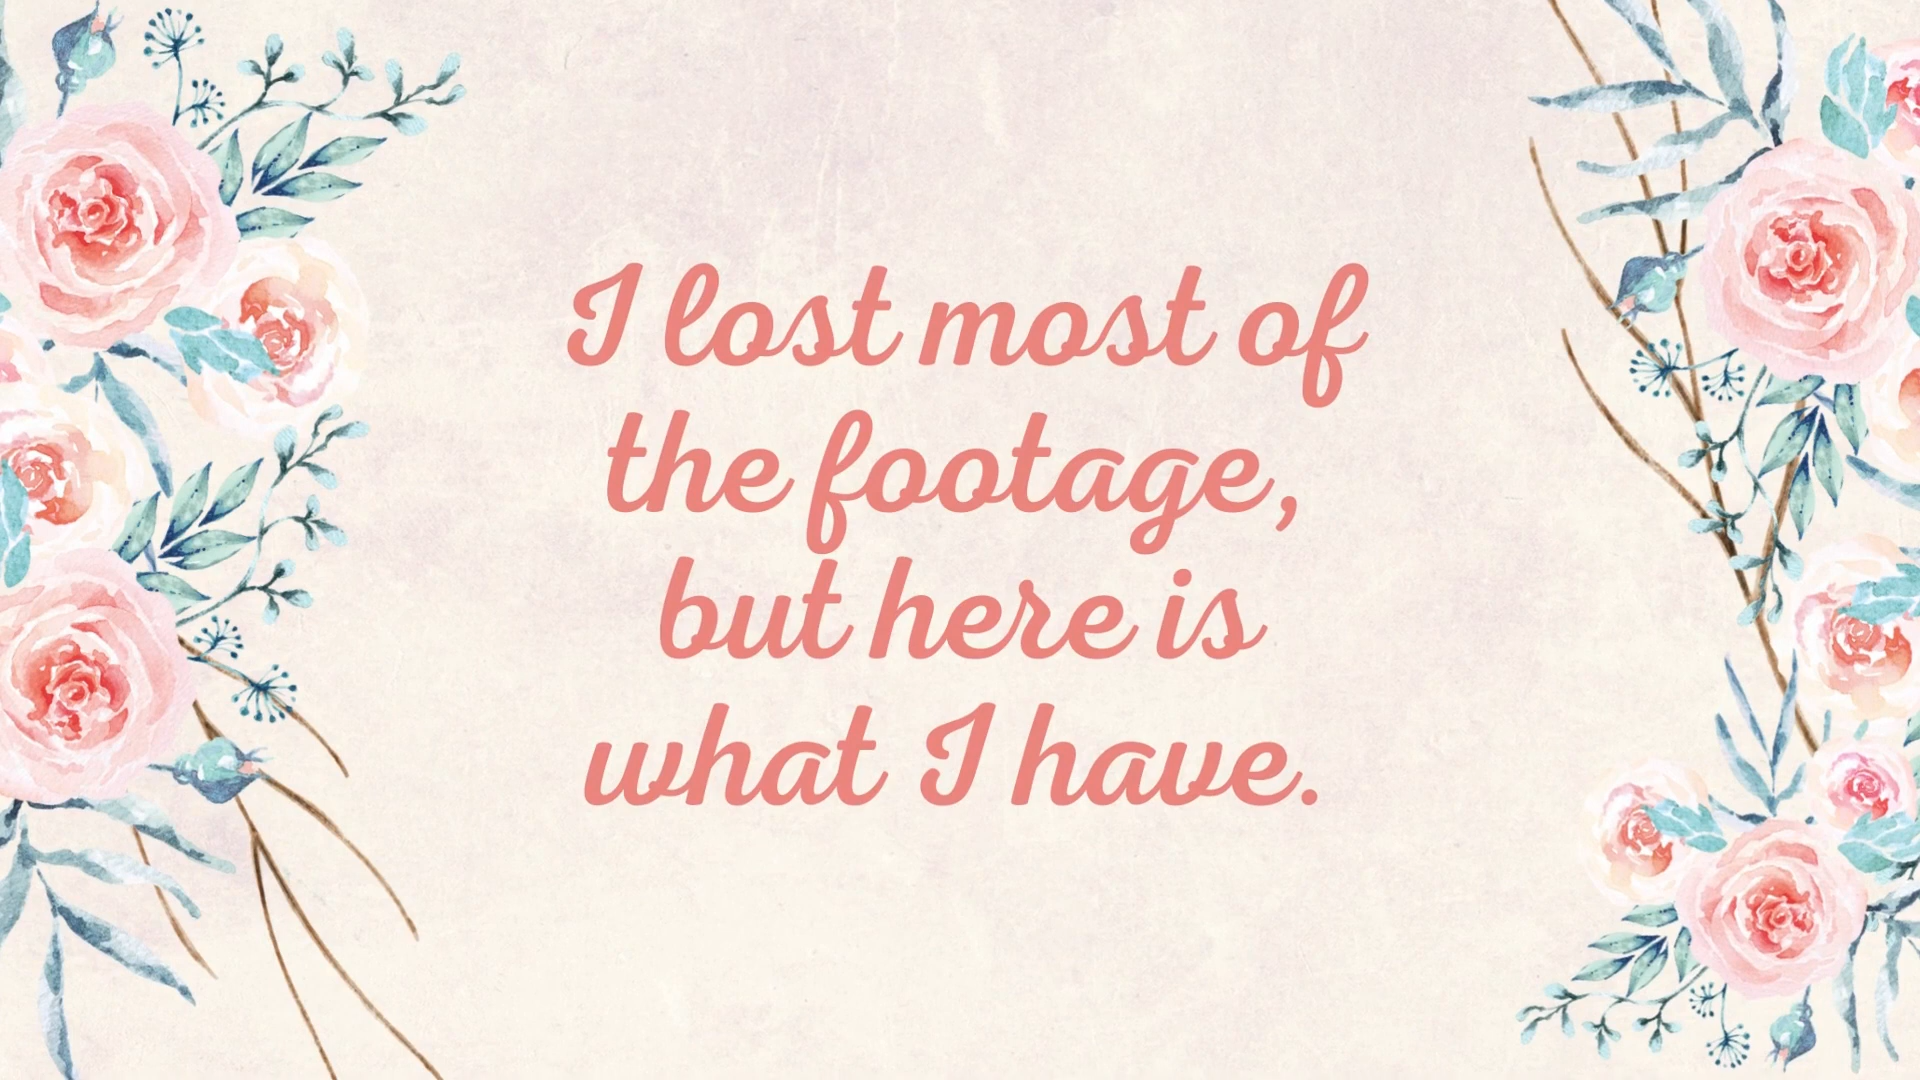 I lost most of
the footage,
but here is
what I have.